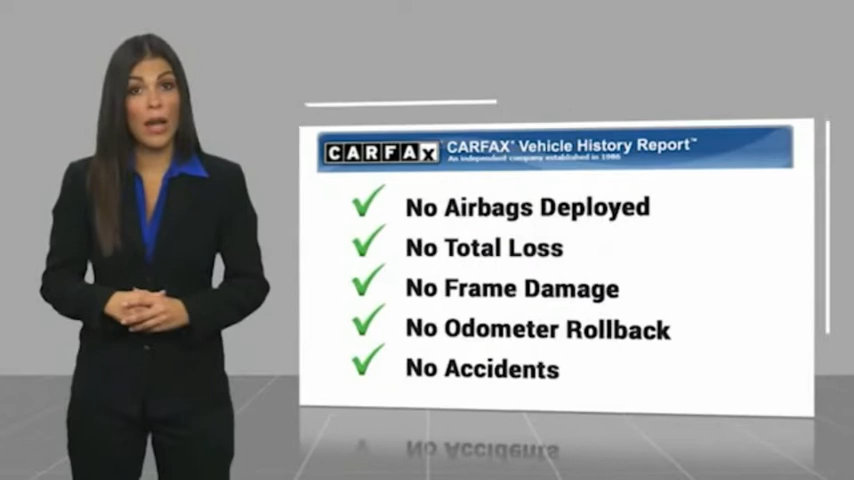 CARFAX CARFAX® Vehicle History Report™
An independent company established in 1986
No Airbags Deployed
No Total Loss
No Frame Damage
No Odometer Rollback
No Accidents